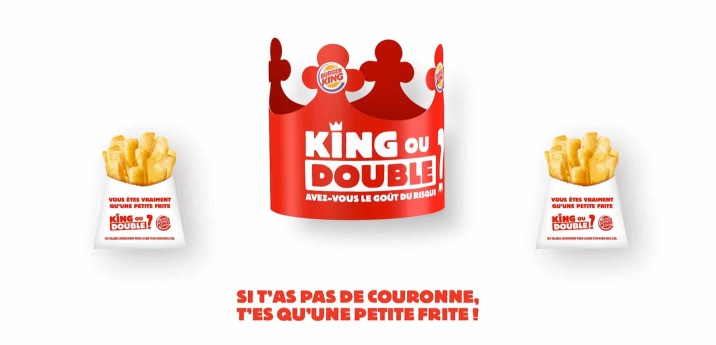 BURGER
KING
KING OU
DOUBLE ?
AVEZ-VOUS LE GOÛT DU RISQUE
VOUS ÊTES VRAIMENT
QU'UNE PETITE FRITE
KING OU
DOUBLE ?
BURGER
KING
VOUS ÊTES VRAIMENT
QU'UNE PETITE FRITE
KING OU
DOUBLE ?
BURGER
KING
SI T'AS PAS DE COURONNE,
T'ES QU'UNE PETITE FRITE !